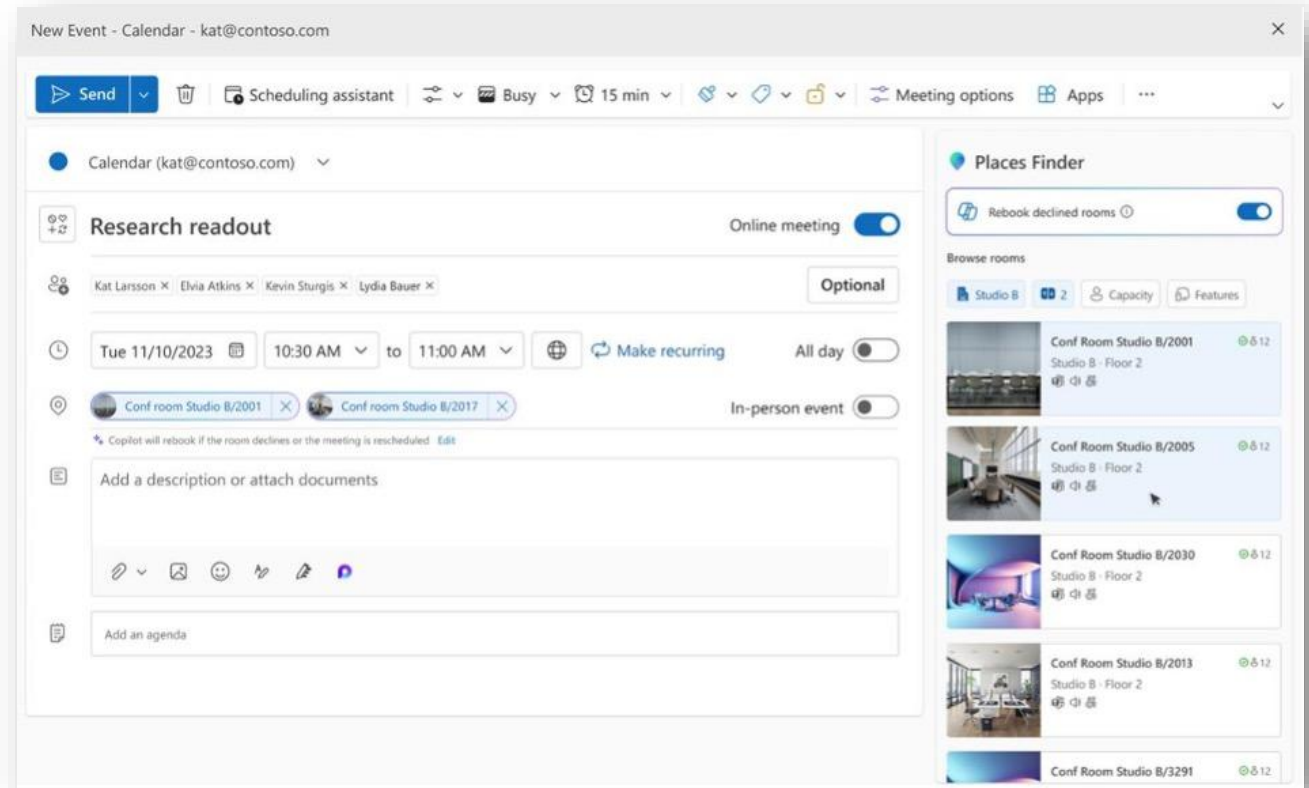 New Event - Calendar - kat@contoso.com
Send
Scheduling assistant
Busy
15 min
Meeting options
Apps
Calendar (kat@contoso.com)
Research readout
Online meeting
Kat Larsson × Elvia Atkins × Kevin Sturgis × Lydia Bauer ×
Optional
Tue 11/10/2023
10:30 AM
to
11:00 AM
Make recurring
All day
Conf room Studio B/2001
Conf room Studio B/2017
In-person event
Copilot will rebook if the room declines or the meeting is rescheduled Edit
Add a description or attach documents
Add an agenda
Places Finder
Rebook declined rooms
Browse rooms
Studio B
2
Capacity
Features
Conf Room Studio B/2001
12
Studio B · Floor 2
Conf Room Studio B/2005
12
Studio B · Floor 2
Conf Room Studio B/2030
12
Studio B · Floor 2
Conf Room Studio B/2013
12
Studio B · Floor 2
Conf Room Studio B/3291
12